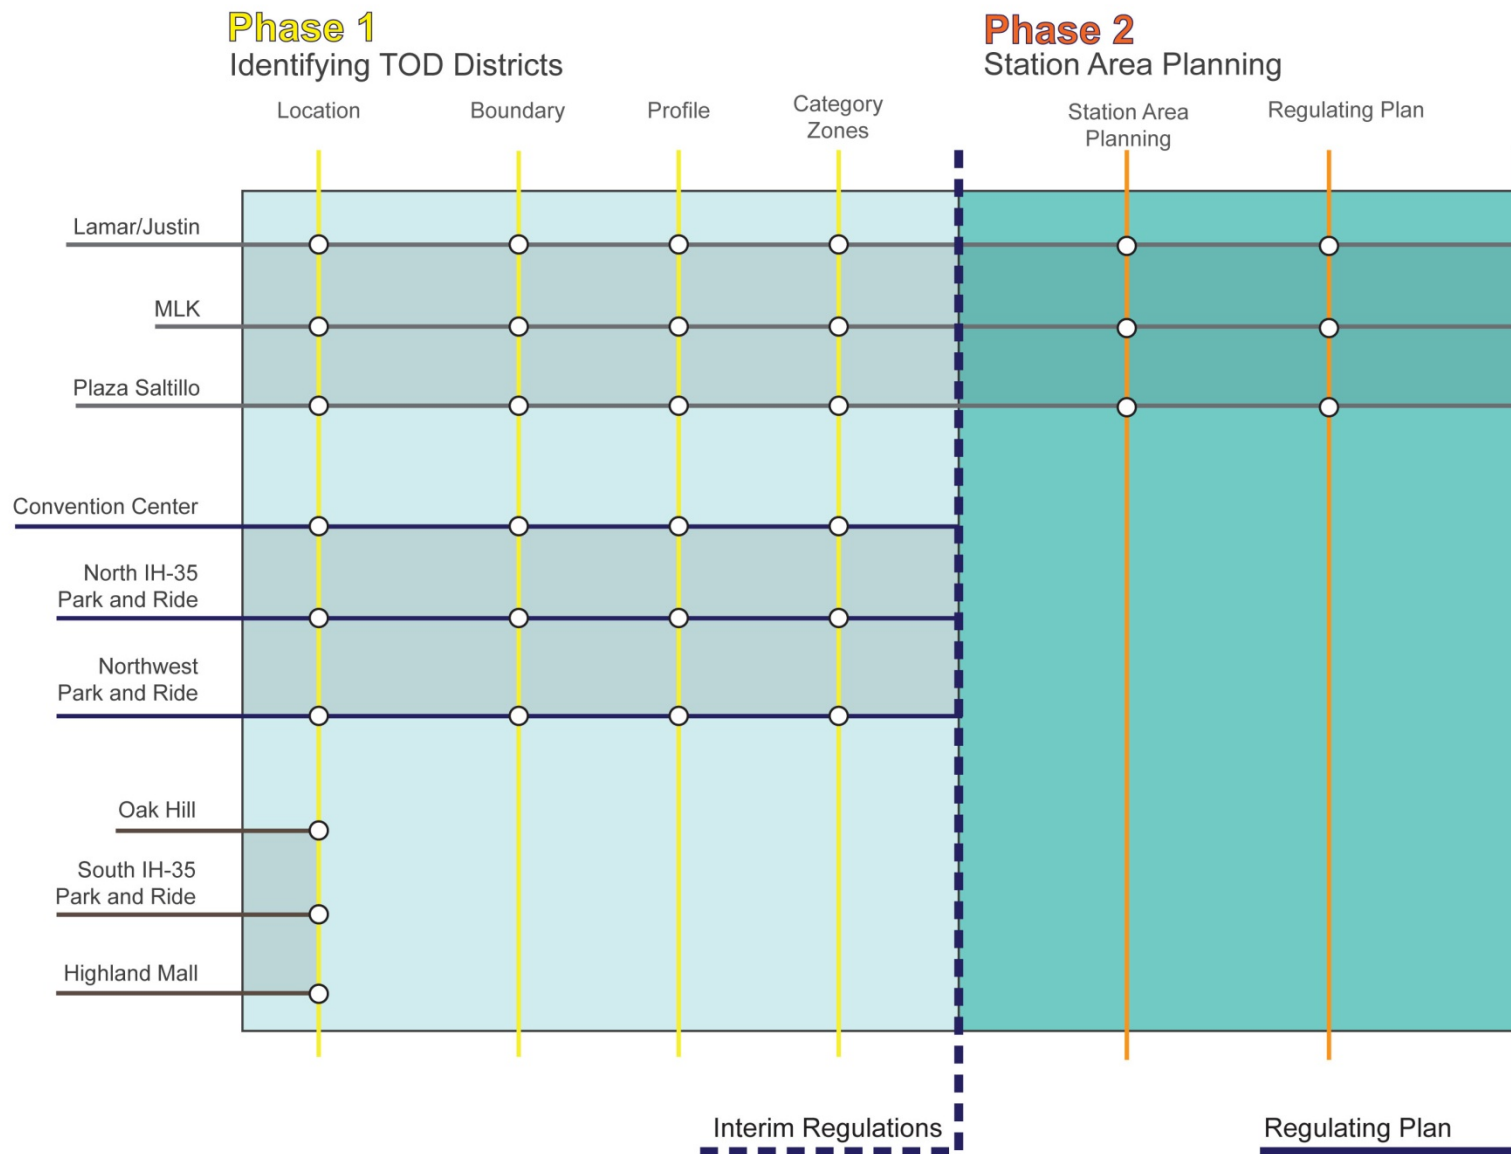 Phase 1
Identifying TOD Districts
Phase 2
Station Area Planning
Location
Boundary
Profile
Category
Zones
Station Area
Planning
Regulating Plan
Lamar/Justin
MLK
Plaza Saltillo
Convention Center
North IH-35
Park and Ride
Northwest
Park and Ride
Oak Hill
South IH-35
Park and Ride
Highland Mall
Interim Regulations
Regulating Plan